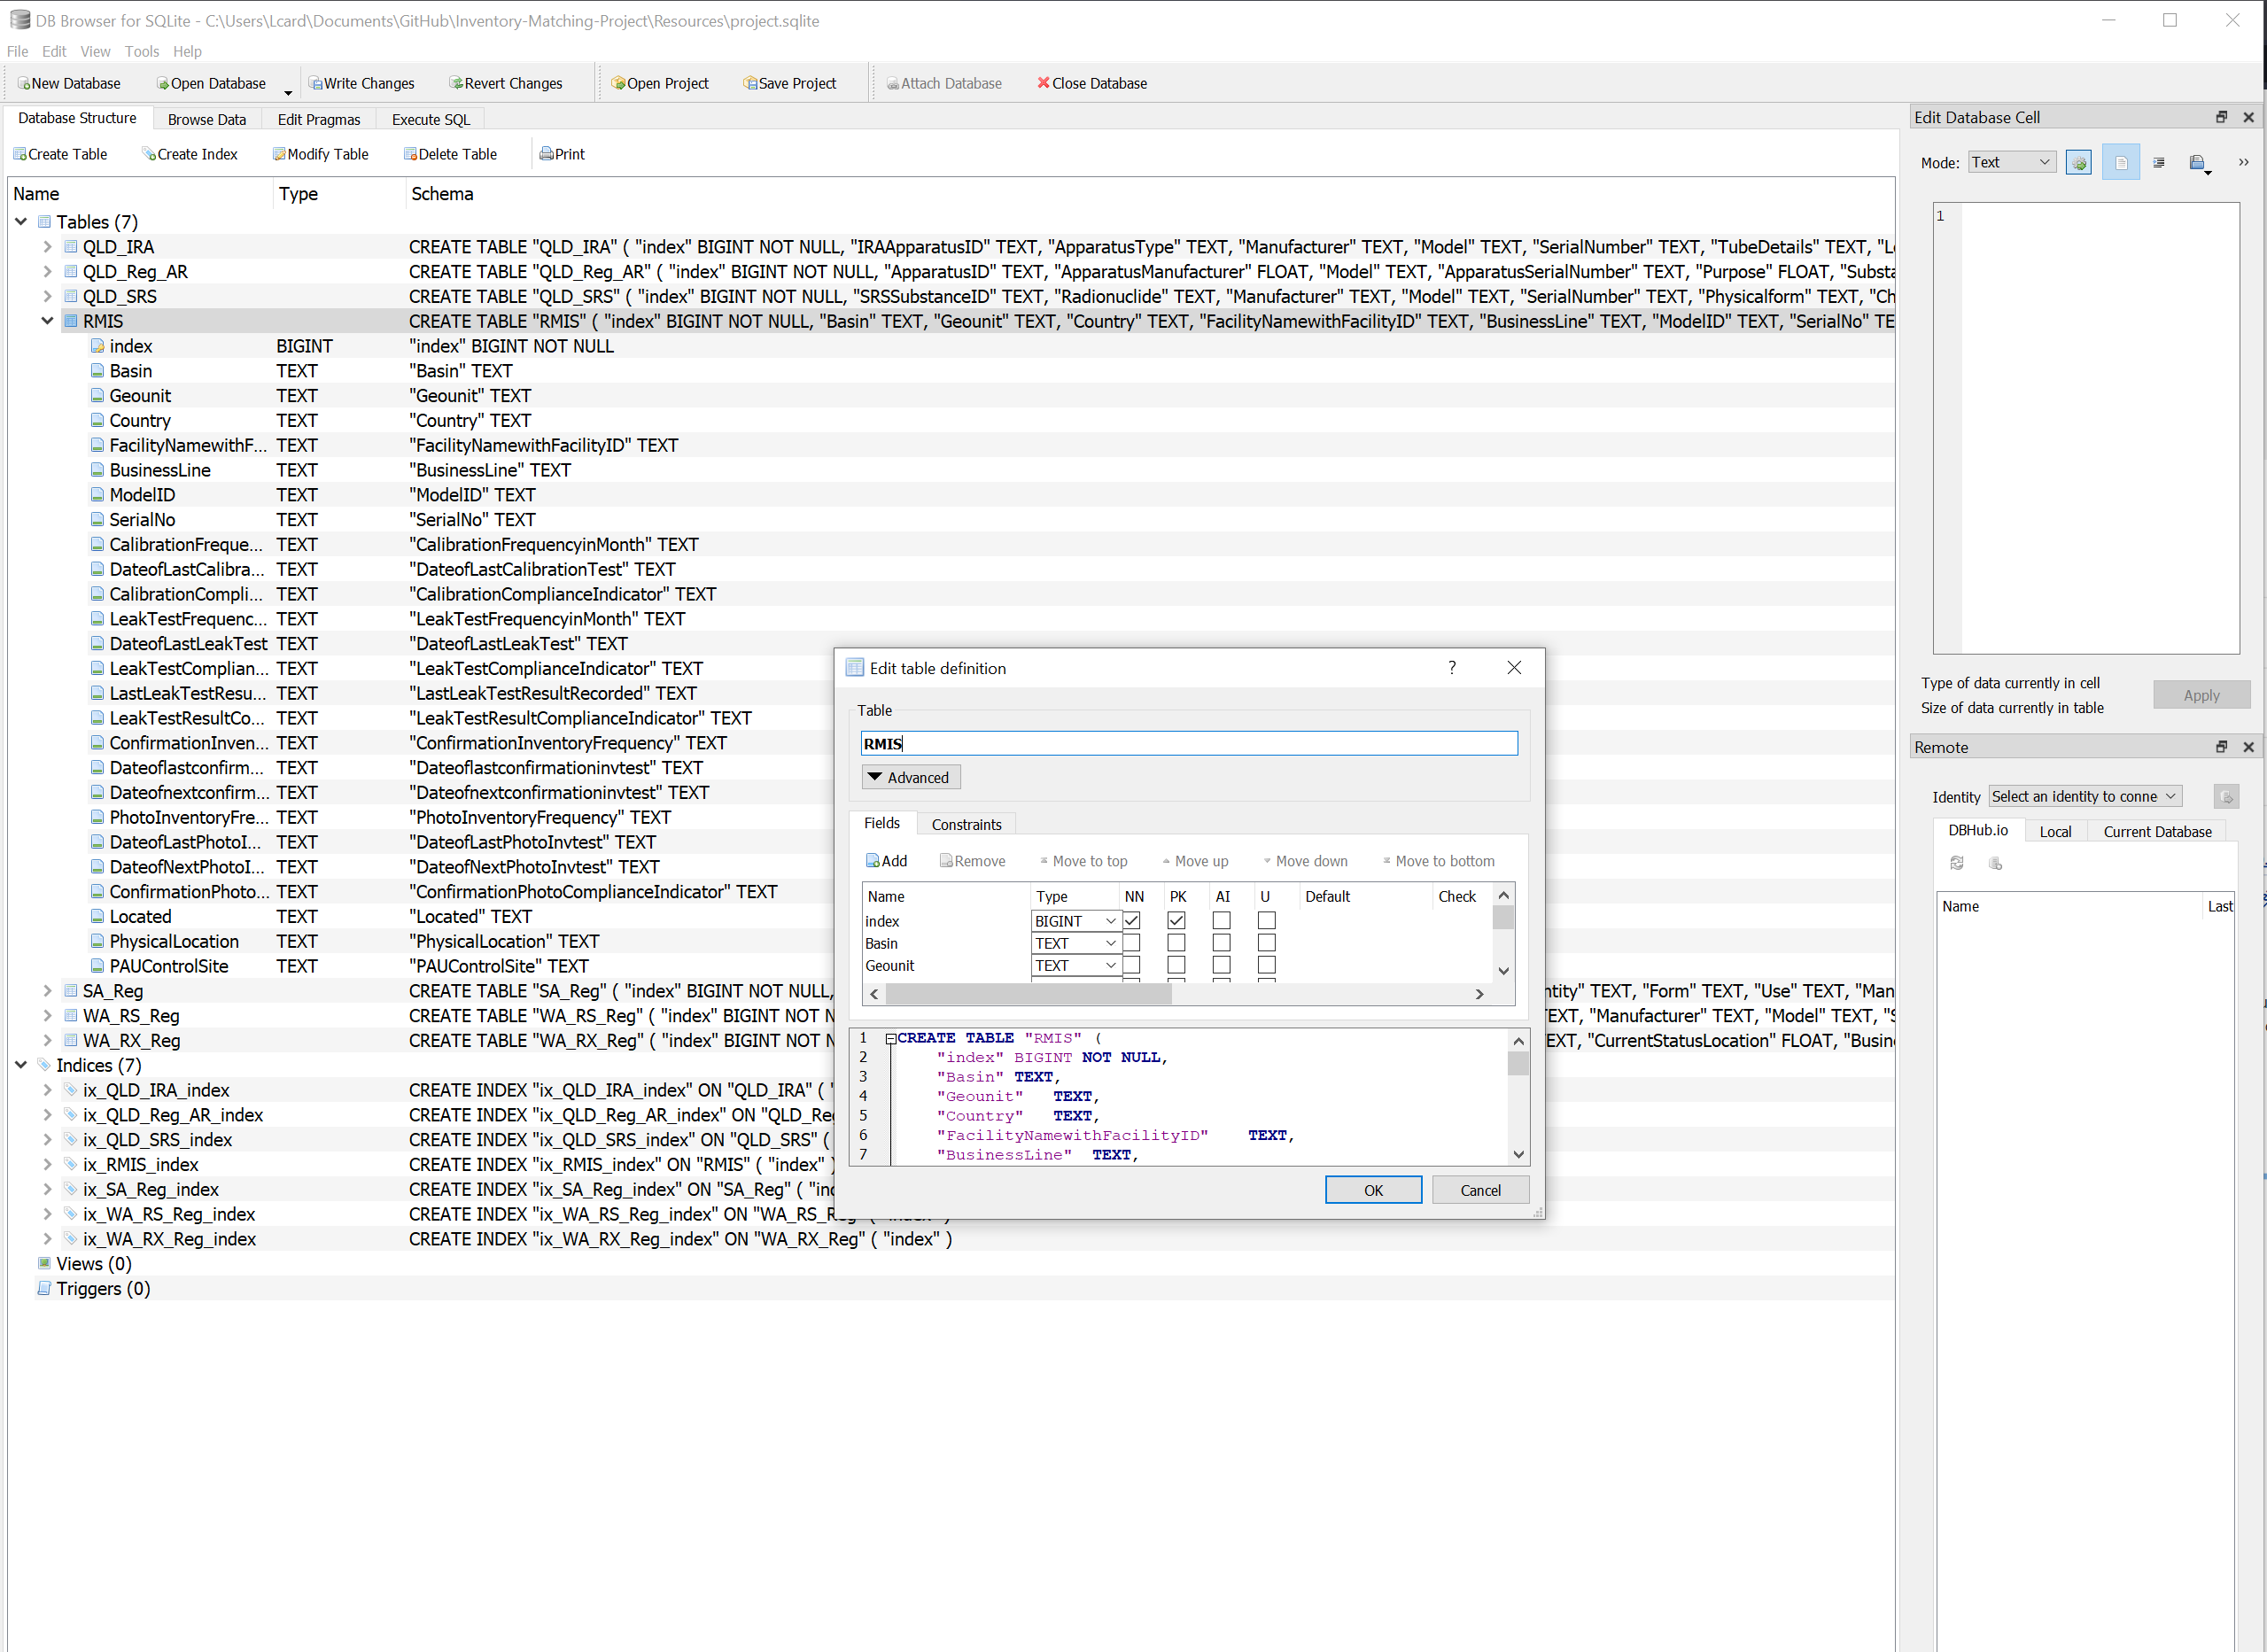 DB Browser for SQLite - C:\Users\Lcard\Documents\GitHub\Inventory-Matching-Project\Resources\project.sqlite
File Edit View Tools Help
New Database Open Database Write Changes Revert Changes Open Project Save Project Attach Database Close Database
Database Structure Browse Data Edit Pragmas Execute SQL
Create Table Create Index Modify Table Delete Table Print
Name Type Schema
Tables (7)
QLD_IRA CREATE TABLE "QLD_IRA" ( "index" BIGINT NOT NULL, "IRAApparatusID" TEXT, "ApparatusType" TEXT, "Manufacturer" TEXT, "Model" TEXT, "SerialNumber" TEXT, "TubeDetails" TEXT,
QLD_Reg_AR CREATE TABLE "QLD_Reg_AR" ( "index" BIGINT NOT NULL, "ApparatusID" TEXT, "ApparatusManufacturer" FLOAT, "Model" TEXT, "ApparatusSerialNumber" TEXT, "Purpose" FLOAT, "Substa
QLD_SRS CREATE TABLE "QLD_SRS" ( "index" BIGINT NOT NULL, "SRSSubstanceID" TEXT, "Radionuclide" TEXT, "Manufacturer" TEXT, "Model" TEXT, "SerialNumber" TEXT, "Physicalform" TEXT, "Ch
RMIS CREATE TABLE "RMIS" ( "index" BIGINT NOT NULL, "Basin" TEXT, "Geounit" TEXT, "Country" TEXT, "FacilityNamewithFacilityID" TEXT, "BusinessLine" TEXT, "ModelID" TEXT, "SerialNo" TE
index BIGINT "index" BIGINT NOT NULL
Basin TEXT "Basin" TEXT
Geounit TEXT "Geounit" TEXT
Country TEXT "Country" TEXT
FacilityNamewithF... TEXT "FacilityNamewithFacilityID" TEXT
BusinessLine TEXT "BusinessLine" TEXT
ModelID TEXT "ModelID" TEXT
SerialNo TEXT "SerialNo" TEXT
CalibrationFreque... TEXT "CalibrationFrequencyinMonth" TEXT
DateofLastCalibra... TEXT "DateofLastCalibrationTest" TEXT
CalibrationCompli... TEXT "CalibrationComplianceIndicator" TEXT
LeakTestFrequenc... TEXT "LeakTestFrequencyinMonth" TEXT
DateofLastLeakTest TEXT "DateofLastLeakTest" TEXT
LeakTestComplian... TEXT "LeakTestComplianceIndicator" TEXT
LastLeakTestResu... TEXT "LastLeakTestResultRecorded" TEXT
LeakTestResultCo... TEXT "LeakTestResultComplianceIndicator" TEXT
ConfirmationInven... TEXT "ConfirmationInventoryFrequency" TEXT
Dateoflastconfirm... TEXT "Dateoflastconfirmationinvtest" TEXT
Dateofnextconfirm... TEXT "Dateofnextconfirmationinvtest" TEXT
PhotoInventoryFre... TEXT "PhotoInventoryFrequency" TEXT
DateofLastPhotoI... TEXT "DateofLastPhotoInvtest" TEXT
DateofNextPhotoI... TEXT "DateofNextPhotoInvtest" TEXT
ConfirmationPhoto... TEXT "ConfirmationPhotoComplianceIndicator" TEXT
Located TEXT "Located" TEXT
PhysicalLocation TEXT "PhysicalLocation" TEXT
PAUControlSite TEXT "PAUControlSite" TEXT
SA_Reg CREATE TABLE "SA_Reg" ( "index" BIGINT NOT NULL, ntity" TEXT, "Form" TEXT, "Use" TEXT, "Man
WA_RS_Reg CREATE TABLE "WA_RS_Reg" ( "index" BIGINT NOT N TEXT, "Manufacturer" TEXT, "Model" TEXT, "S
WA_RX_Reg CREATE TABLE "WA_RX_Reg" ( "index" BIGINT NOT N EXT, "CurrentStatusLocation" FLOAT, "Busin
Indices (7)
ix_QLD_IRA_index CREATE INDEX "ix_QLD_IRA_index" ON "QLD_IRA" ( "
ix_QLD_Reg_AR_index CREATE INDEX "ix_QLD_Reg_AR_index" ON "QLD_Reg
ix_QLD_SRS_index CREATE INDEX "ix_QLD_SRS_index" ON "QLD_SRS" (
ix_RMIS_index CREATE INDEX "ix_RMIS_index" ON "RMIS" ( "index" )
ix_SA_Reg_index CREATE INDEX "ix_SA_Reg_index" ON "SA_Reg" ( "ind
ix_WA_RS_Reg_index CREATE INDEX "ix_WA_RS_Reg_index" ON "WA_RS_Reg" ( "index" )
ix_WA_RX_Reg_index CREATE INDEX "ix_WA_RX_Reg_index" ON "WA_RX_Reg" ( "index" )
Views (0)
Triggers (0)
Edit table definition ?
Table
RMIS
Advanced
Fields Constraints
Add Remove Move to top Move up Move down Move to bottom
Name Type NN PK AI U Default Check
index BIGINT
Basin TEXT
Geounit TEXT
1 CREATE TABLE "RMIS" (
2 "index" BIGINT NOT NULL,
3 "Basin" TEXT,
4 "Geounit" TEXT,
5 "Country" TEXT,
6 "FacilityNamewithFacilityID" TEXT,
7 "BusinessLine" TEXT,
OK Cancel
Edit Database Cell
Mode: Text
1
Type of data currently in cell
Size of data currently in table
Apply
Remote
Identity Select an identity to conne
DBHub.io Local Current Database
Name Last